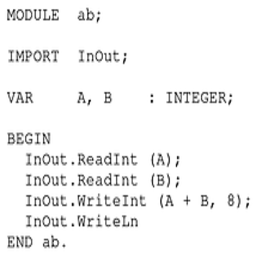 MODULE  ab;
IMPORT  InOut;
VAR     A, B    : INTEGER;
BEGIN
  InOut.ReadInt (A);
  InOut.ReadInt (B);
  InOut.WriteInt (A + B, 8);
  InOut.WriteLn
END ab.